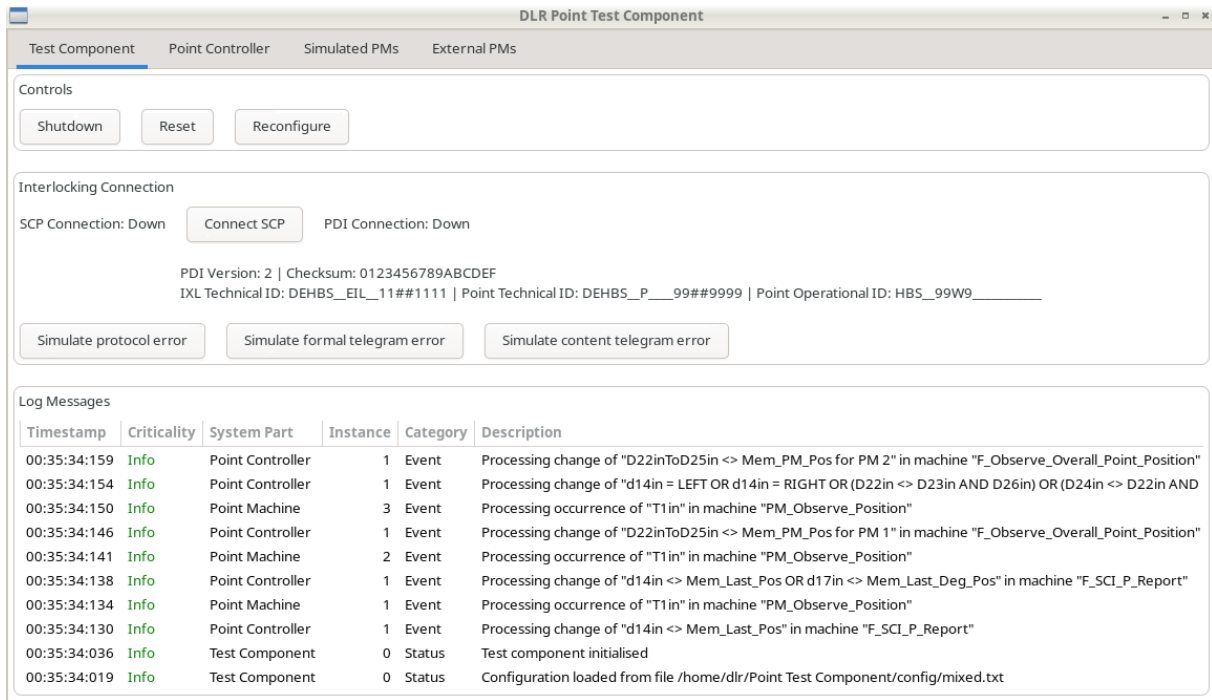 DLR Point Test Component
Test Component Point Controller Simulated PMs External PMs
Controls
Shutdown Reset Reconfigure
Interlocking Connection
SCP Connection: Down Connect SCP PDI Connection: Down
PDI Version: 2 | Checksum: 0123456789ABCDEF
IXL Technical ID: DEHBS__EIL__11##1111 | Point Technical ID: DEHBS__P____99##9999 | Point Operational ID: HBS__99W9___________
Simulate protocol error Simulate formal telegram error Simulate content telegram error
Log Messages
Timestamp Criticality System Part Instance Category Description
00:35:34:159 Info Point Controller 1 Event Processing change of "D22inToD25in <> Mem_PM_Pos for PM 2" in machine "F_Observe_Overall_Point_Position"
00:35:34:154 Info Point Controller 1 Event Processing change of "d14in = LEFT OR d14in = RIGHT OR (D22in <> D23in AND D26in) OR (D24in <> D22in AND
00:35:34:150 Info Point Machine 3 Event Processing occurrence of "T1in" in machine "PM_Observe_Position"
00:35:34:146 Info Point Controller 1 Event Processing change of "D22inToD25in <> Mem_PM_Pos for PM 1" in machine "F_Observe_Overall_Point_Position"
00:35:34:141 Info Point Machine 2 Event Processing occurrence of "T1in" in machine "PM_Observe_Position"
00:35:34:138 Info Point Controller 1 Event Processing change of "d14in <> Mem_Last_Pos OR d17in <> Mem_Last_Deg_Pos" in machine "F_SCI_P_Report"
00:35:34:134 Info Point Machine 1 Event Processing occurrence of "T1in" in machine "PM_Observe_Position"
00:35:34:130 Info Point Controller 1 Event Processing change of "d14in <> Mem_Last_Pos" in machine "F_SCI_P_Report"
00:35:34:036 Info Test Component 0 Status Test component initialised
00:35:34:019 Info Test Component 0 Status Configuration loaded from file /home/dlr/Point Test Component/config/mixed.txt